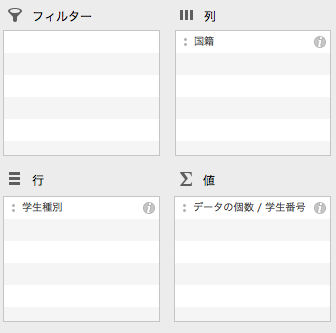 フィルター
列
国籍
行
値
学生種別
データの個数 / 学生番号